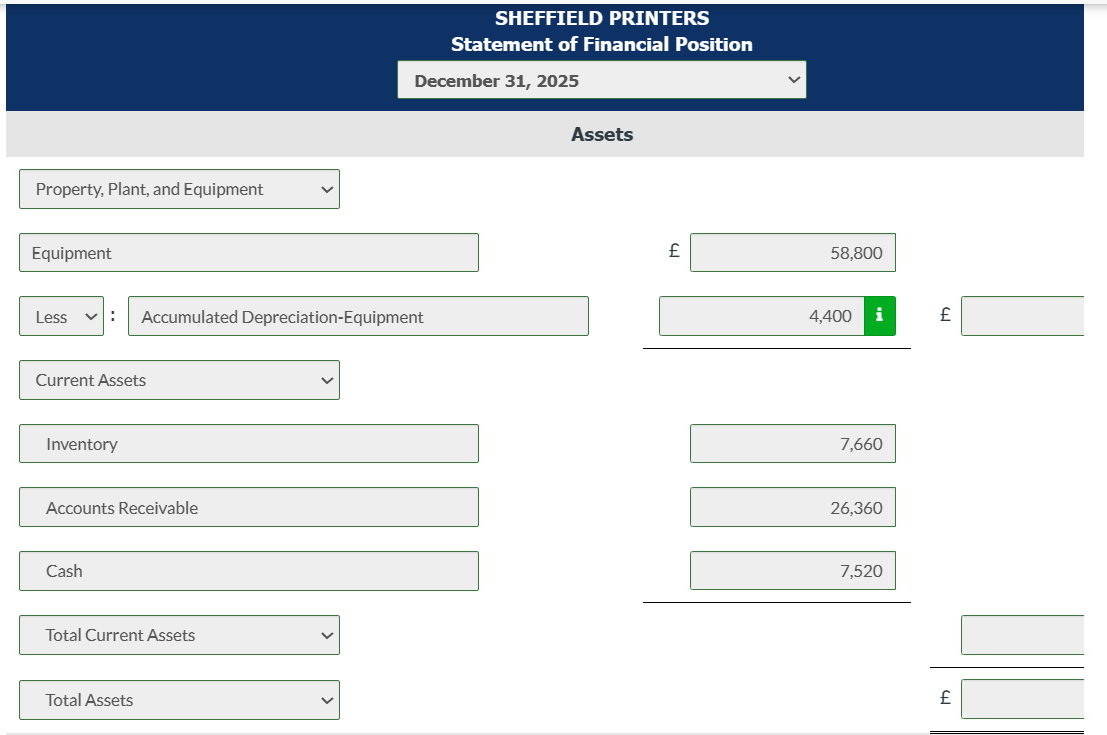 SHEFFIELD PRINTERS
Statement of Financial Position
December 31, 2025
Assets
Property, Plant, and Equipment
Equipment £ 58,800
Less : Accumulated Depreciation-Equipment 4,400 i £
Current Assets
Inventory 7,660
Accounts Receivable 26,360
Cash 7,520
Total Current Assets
Total Assets £